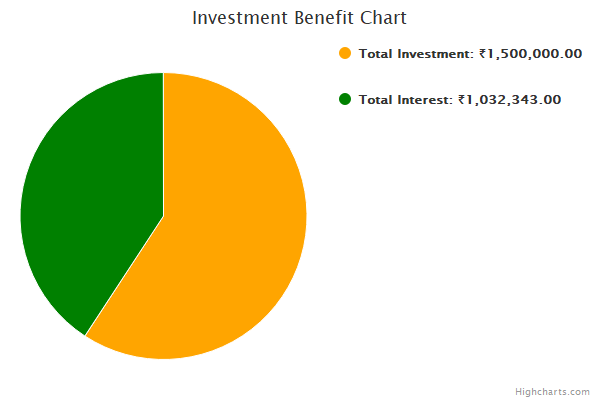 Investment Benefit Chart
Total Investment: ₹1,500,000.00
Total Interest: ₹1,032,343.00
Highcharts.com